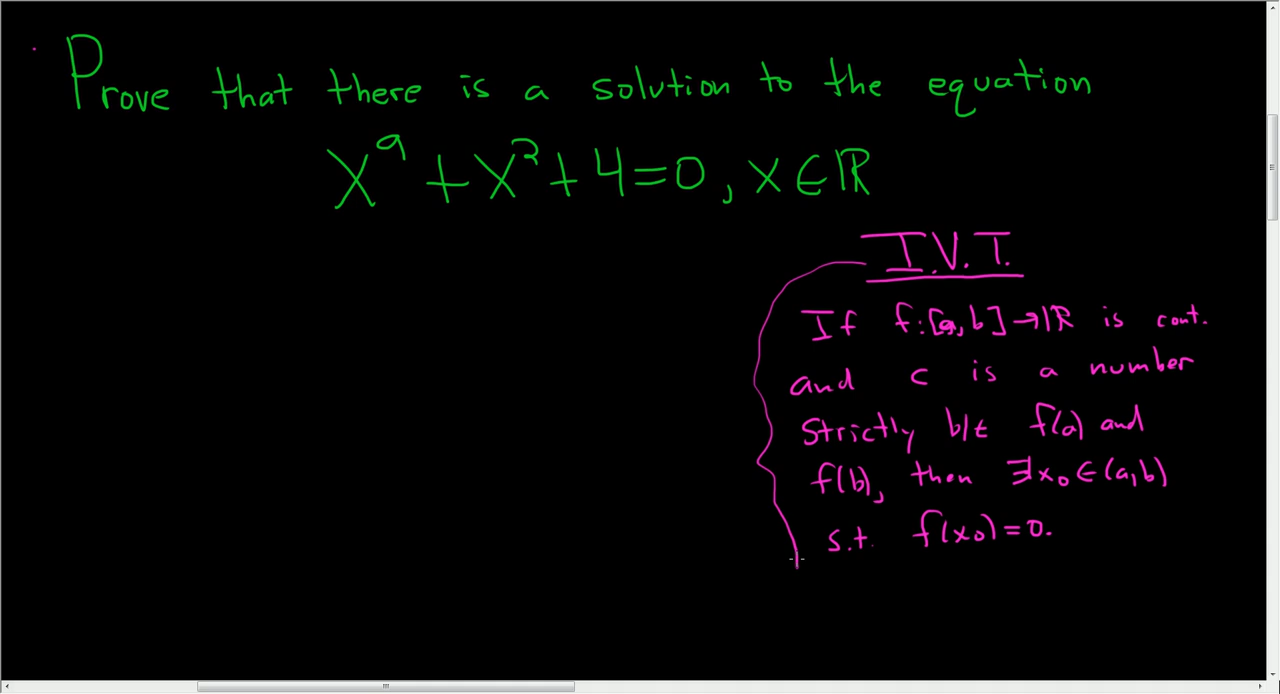 Prove that there is a solution to the equation
x⁹ + x² + 4 = 0, x ∈ ℝ
I.V.T.
If f:[a,b]→ℝ is cont.
and c is a number
strictly b/t f(a) and
f(b), then ∃x₀∈(a,b)
s.t. f(x₀)=0.